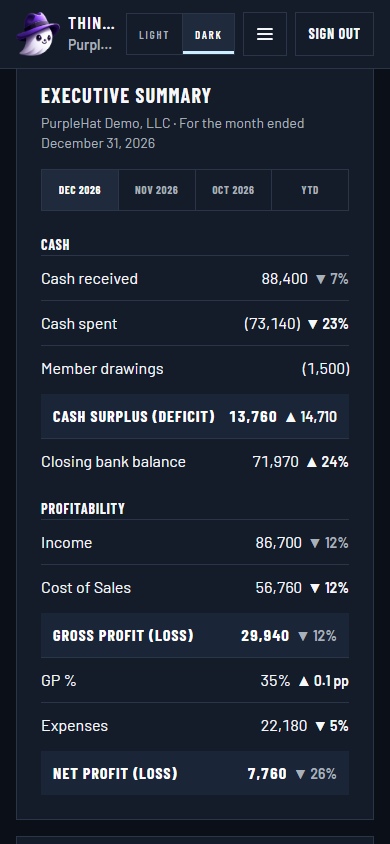 THIN...
Purpl...
LIGHT DARK
SIGN OUT
EXECUTIVE SUMMARY
PurpleHat Demo, LLC · For the month ended
December 31, 2026
DEC 2026 NOV 2026 OCT 2026 YTD
CASH
Cash received 88,400 ▼ 7%
Cash spent (73,140) ▼ 23%
Member drawings (1,500)
CASH SURPLUS (DEFICIT) 13,760 ▲ 14,710
Closing bank balance 71,970 ▲ 24%
PROFITABILITY
Income 86,700 ▼ 12%
Cost of Sales 56,760 ▼ 12%
GROSS PROFIT (LOSS) 29,940 ▼ 12%
GP % 35% ▲ 0.1 pp
Expenses 22,180 ▼ 5%
NET PROFIT (LOSS) 7,760 ▼ 26%